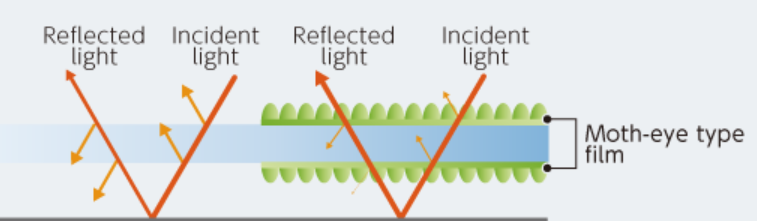 Reflected
light
Incident
light
Reflected
light
Incident
light
Moth-eye type
film